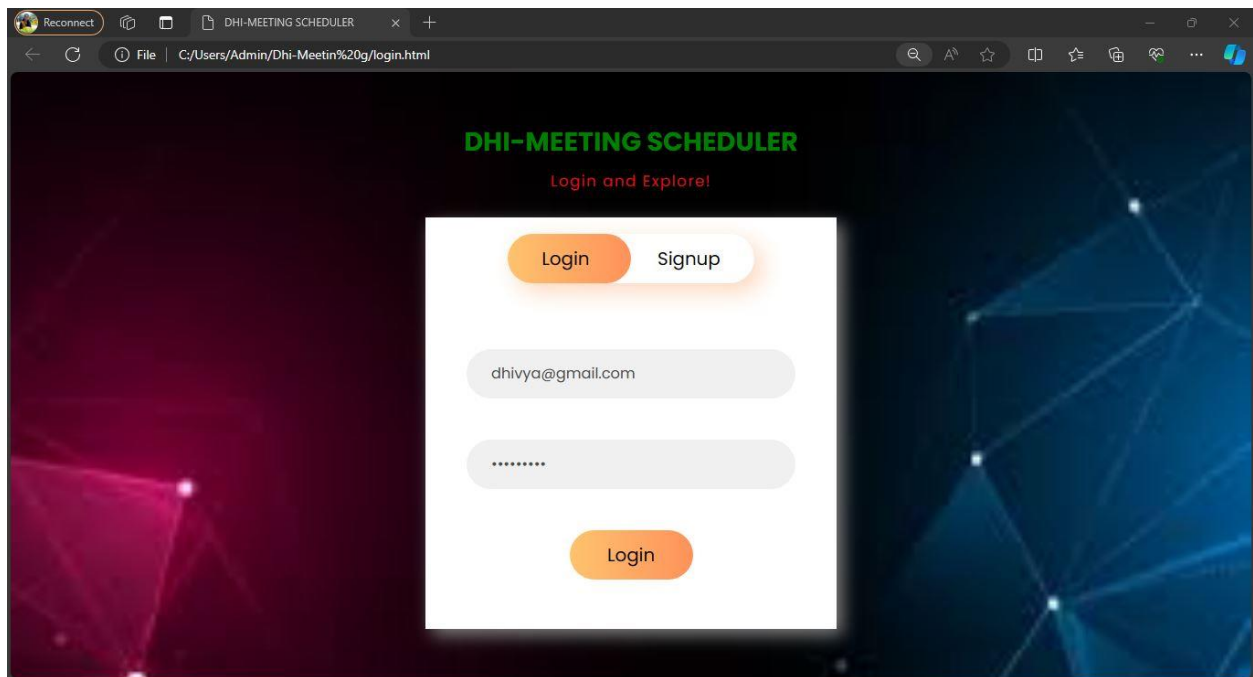 Reconnect
DHI-MEETING SCHEDULER
File
C:/Users/Admin/Dhi-Meetin%20g/login.html
DHI-MEETING SCHEDULER
Login and Explore!
Login Signup
dhivya@gmail.com
•••••••••
Login